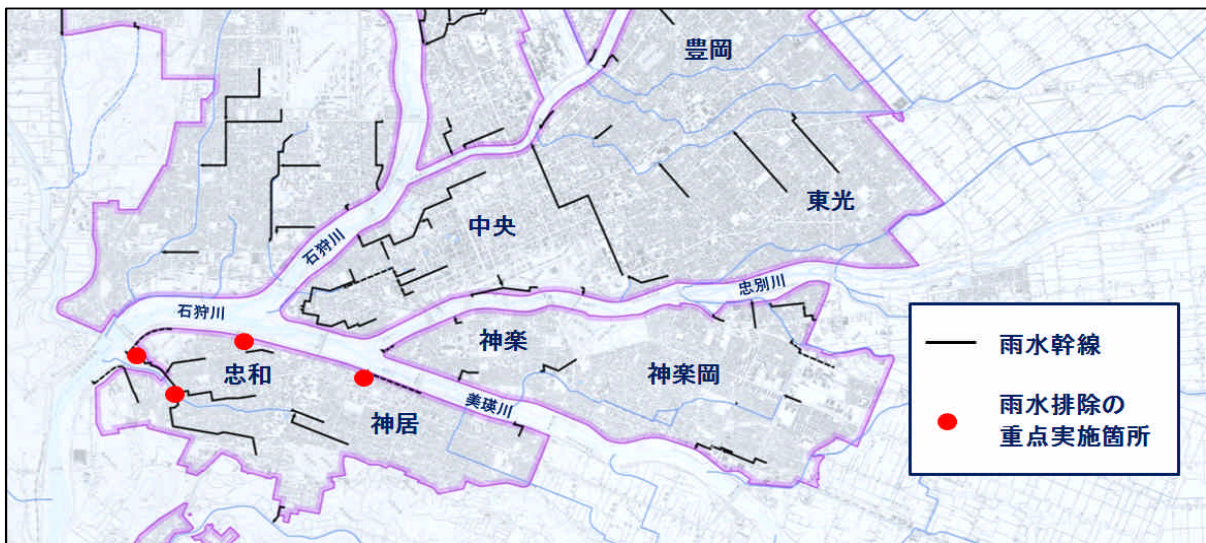 豊岡
東光
中央
石狩川
忠別川
石狩川
神楽
神楽岡
忠和
美瑛川
神居
雨水幹線
雨水排除の
重点実施箇所